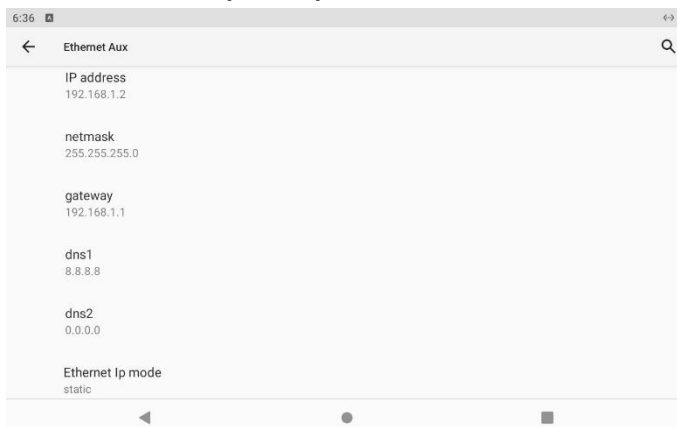 6:36
Ethernet Aux
IP address
192.168.1.2
netmask
255.255.255.0
gateway
192.168.1.1
dns1
8.8.8.8
dns2
0.0.0.0
Ethernet Ip mode
static